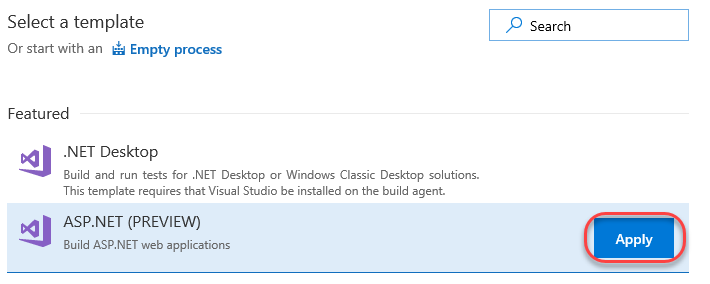 Select a template
Search
Or start with an Empty process
Featured
.NET Desktop
Build and run tests for .NET Desktop or Windows Classic Desktop solutions.
This template requires that Visual Studio be installed on the build agent.
ASP.NET (PREVIEW)
Build ASP.NET web applications
Apply